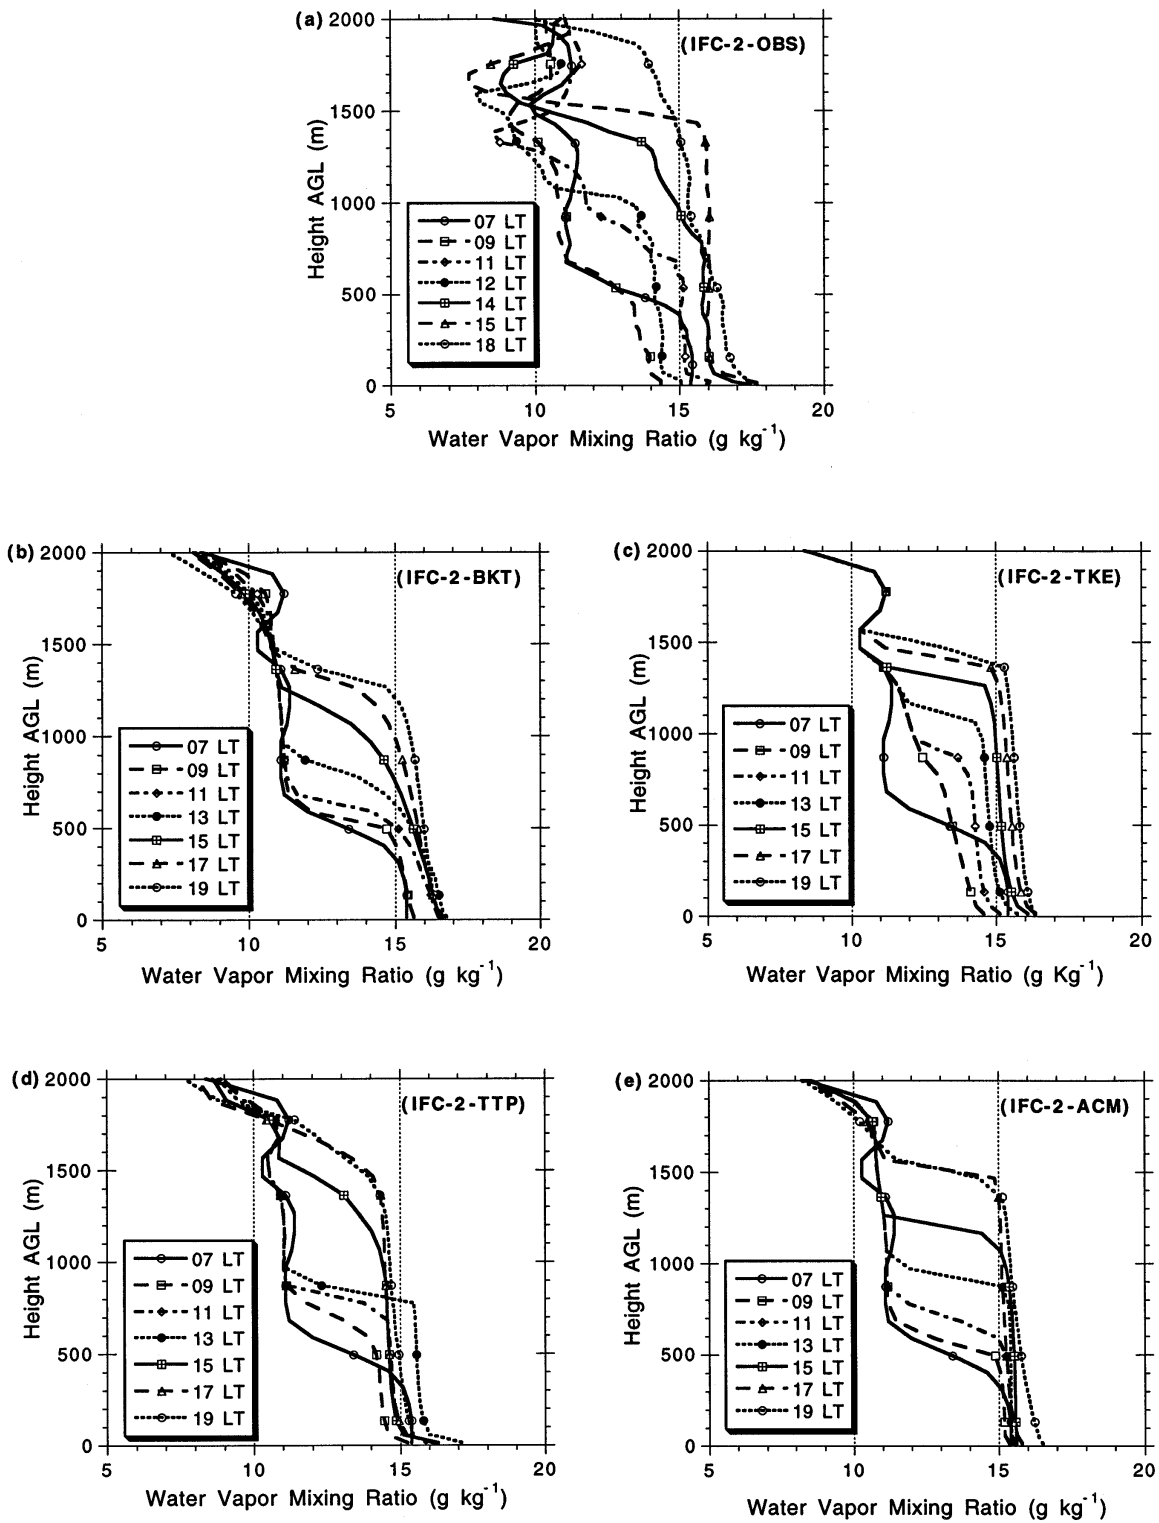 (a) 2000
(IFC-2-OBS)
1500
1000
500
0
Height AGL (m)
07 LT
09 LT
11 LT
12 LT
14 LT
15 LT
18 LT
5 10 15 20
Water Vapor Mixing Ratio (g kg-1)
(b) 2000
(IFC-2-BKT)
1500
1000
500
0
Height AGL (m)
07 LT
09 LT
11 LT
13 LT
15 LT
17 LT
19 LT
5 10 15 20
Water Vapor Mixing Ratio (g kg-1)
(c) 2000
(IFC-2-TKE)
1500
1000
500
0
Height AGL (m)
07 LT
09 LT
11 LT
13 LT
15 LT
17 LT
19 LT
5 10 15 20
Water Vapor Mixing Ratio (g Kg-1)
(d) 2000
(IFC-2-TTP)
1500
1000
500
0
Height AGL (m)
07 LT
09 LT
11 LT
13 LT
15 LT
17 LT
19 LT
5 10 15 20
Water Vapor Mixing Ratio (g kg-1)
(e) 2000
(IFC-2-ACM)
1500
1000
500
0
Height AGL (m)
07 LT
09 LT
11 LT
13 LT
15 LT
17 LT
19 LT
5 10 15 20
Water Vapor Mixing Ratio (g kg-1)